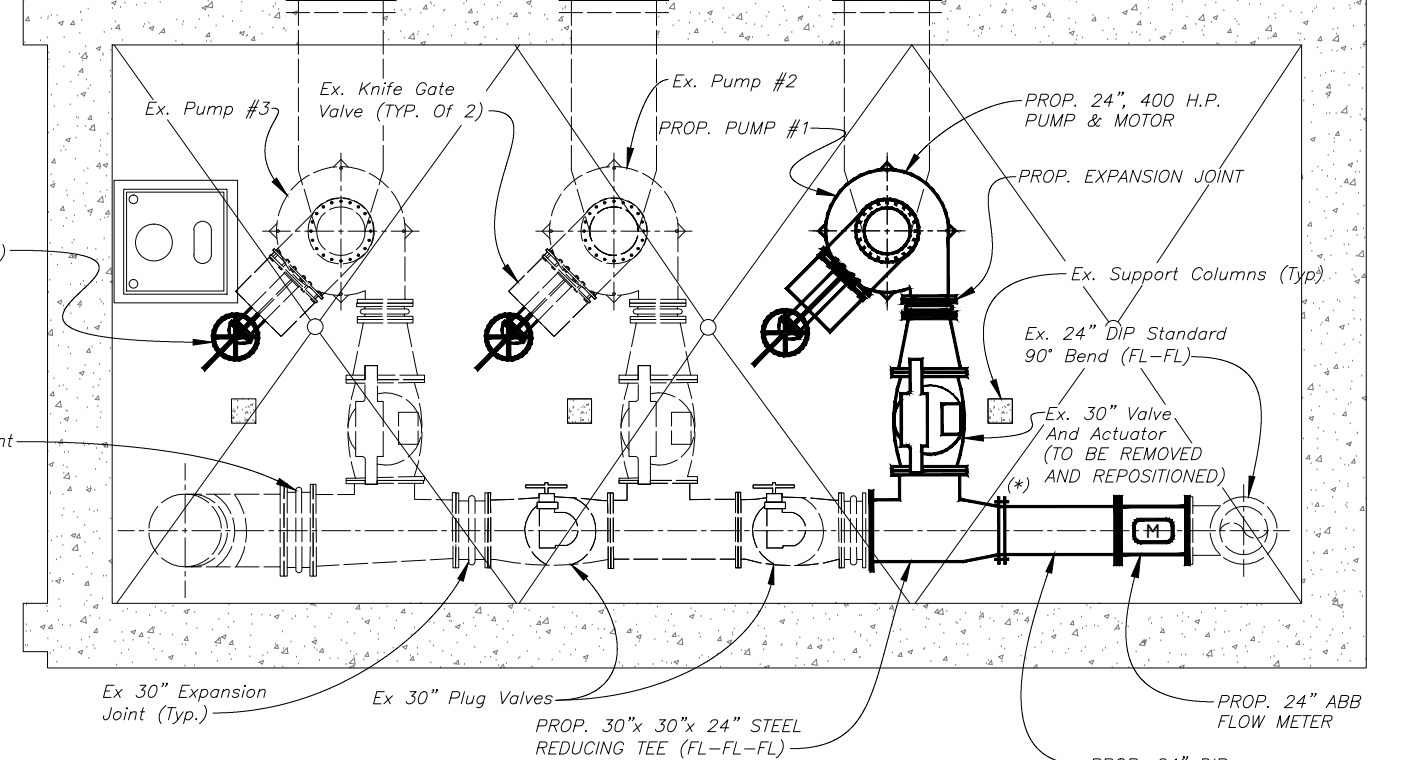 Ex. Pump #3
Ex. Knife Gate
Valve (TYP. Of 2)
Ex. Pump #2
PROP. PUMP #1
PROP. 24”, 400 H.P.
PUMP & MOTOR
PROP. EXPANSION JOINT
)
Ex. Support Columns (Typ)
Ex. 24” DIP Standard
90° Bend (FL-FL)
Ex. 30” Valve
And Actuator
(TO BE REMOVED
AND REPOSITIONED)
(*)
nt
M
Ex 30” Expansion
Joint (Typ.)
Ex 30” Plug Valves
PROP. 30”x 30”x 24” STEEL
REDUCING TEE (FL-FL-FL)
PROP. 24” ABB
FLOW METER